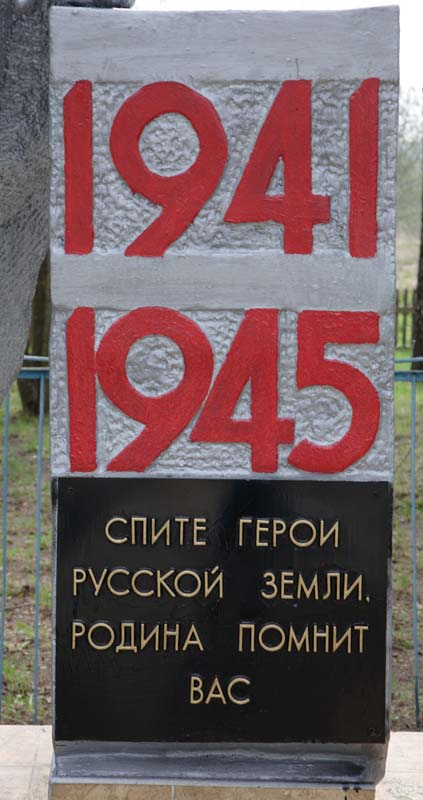 1941
1945
СПИТЕ ГЕРОИ
РУССКОЙ ЗЕМЛИ.
РОДИНА ПОМНИТ
ВАС